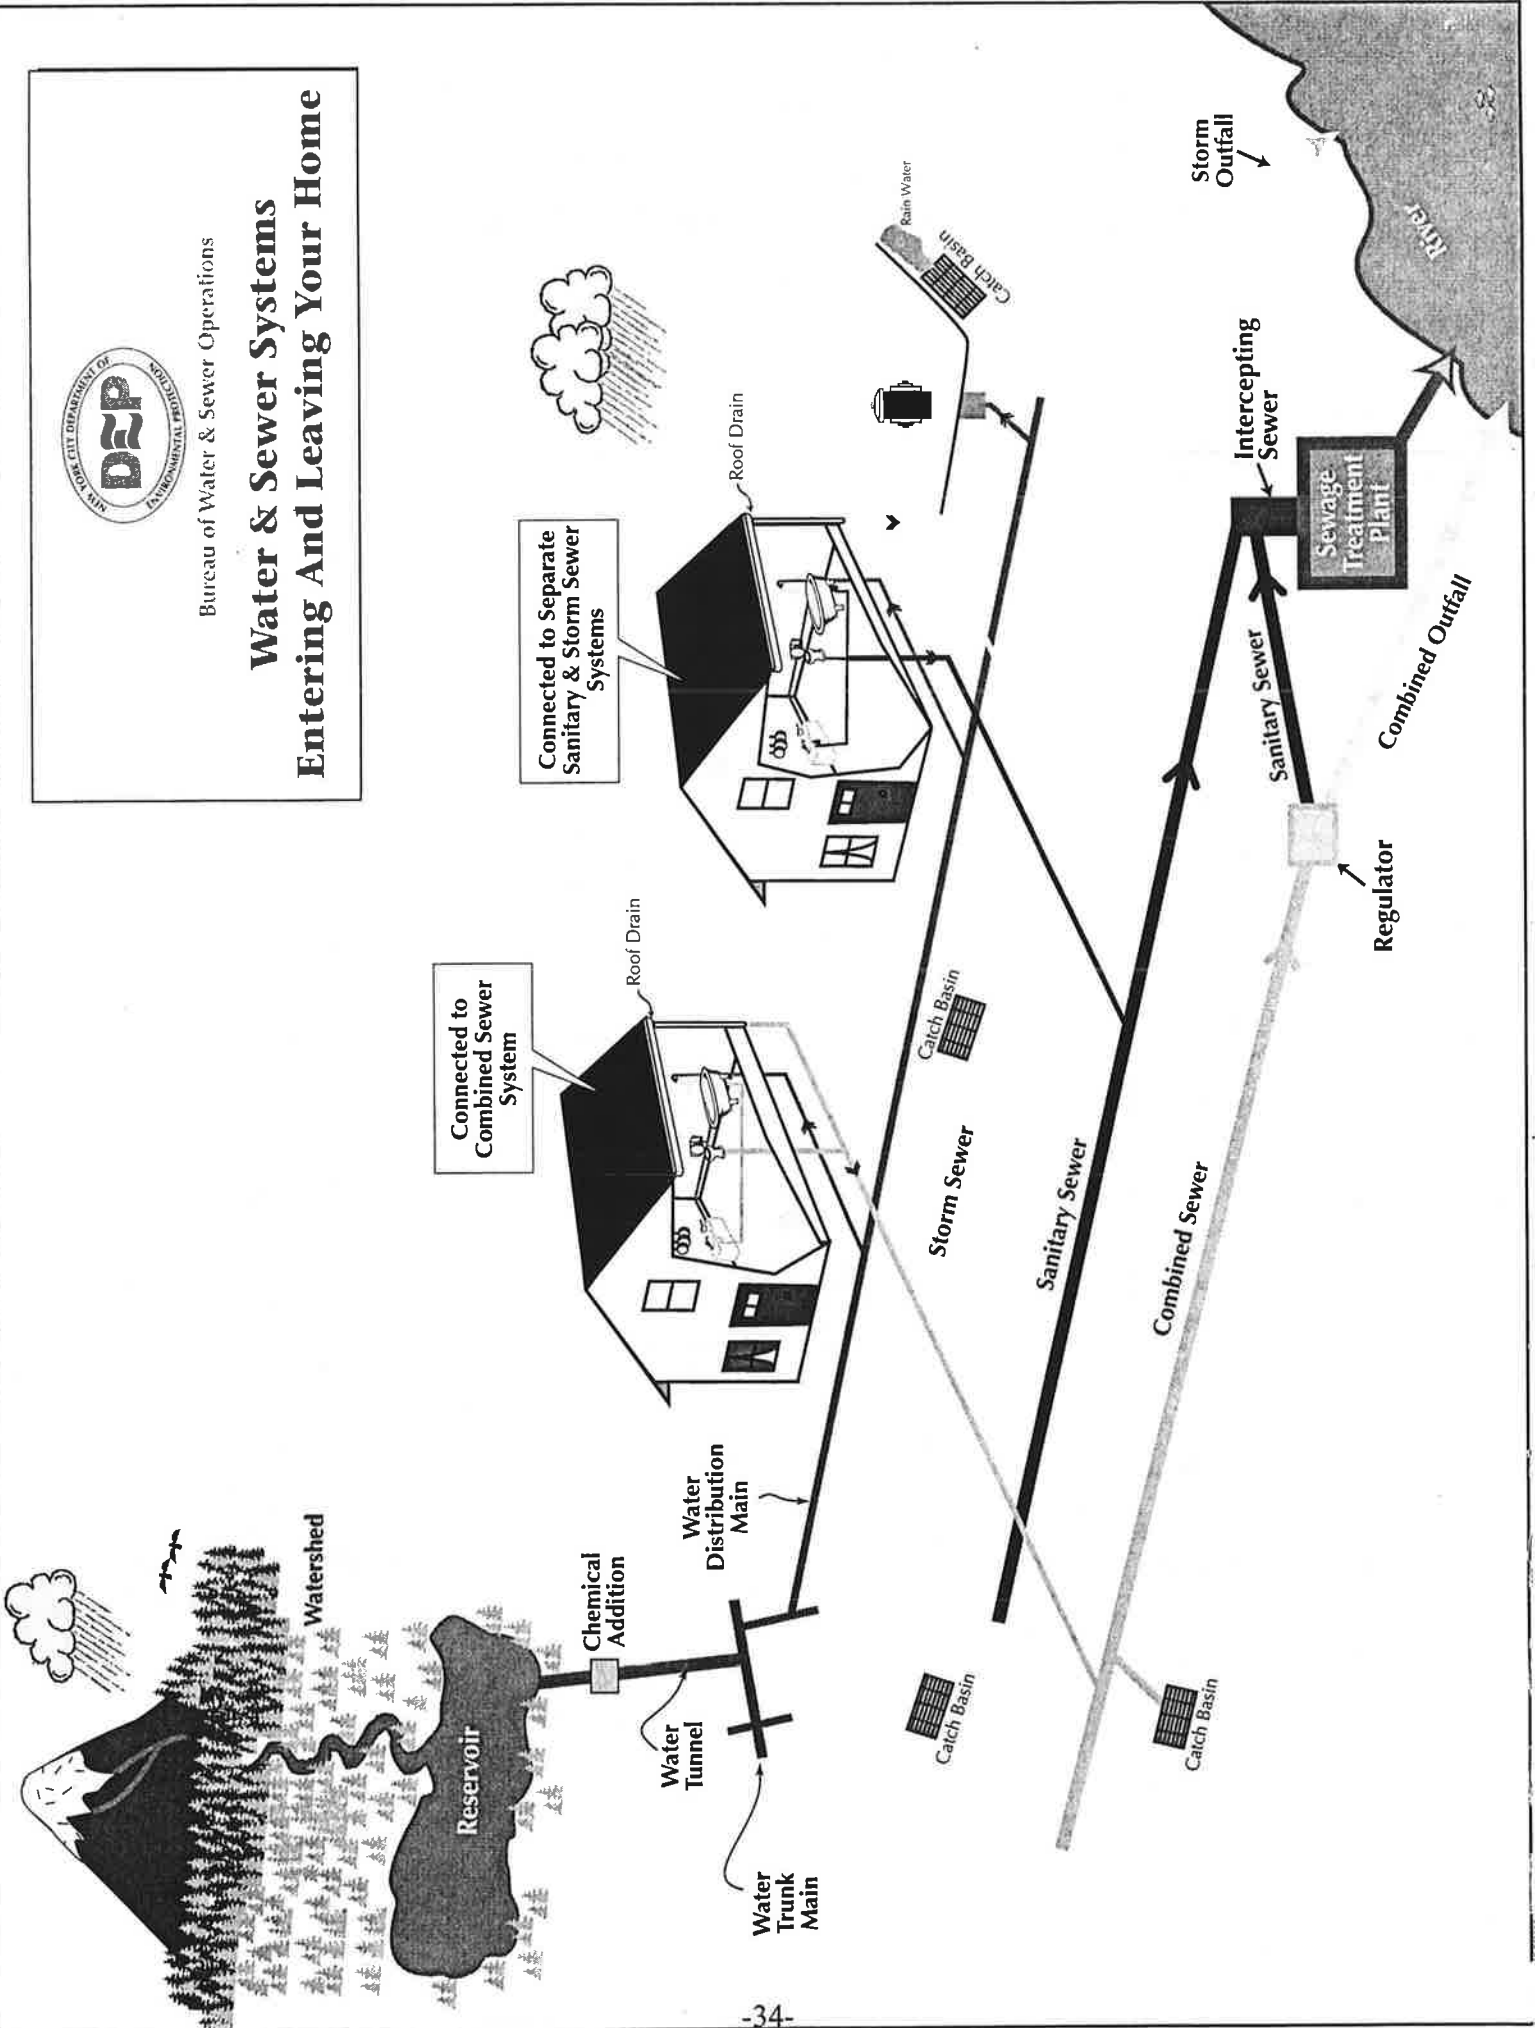 NEW YORK CITY DEPARTMENT OF
DEP
ENVIRONMENTAL PROTECTION
Bureau of Water & Sewer Operations
Water & Sewer Systems
Entering And Leaving Your Home
Watershed
Reservoir
Chemical
Addition
Water
Tunnel
Water
Trunk
Main
Water
Distribution
Main
Connected to
Combined Sewer
System
Roof Drain
Connected to Separate
Sanitary & Storm Sewer
Systems
Roof Drain
Rain Water
Catch Basin
Catch Basin
Storm Sewer
Catch Basin
Sanitary Sewer
Combined Sewer
Catch Basin
Regulator
Sanitary Sewer
Intercepting
Sewer
Sewage
Treatment
Plant
Combined Outfall
Storm
Outfall
River
-34-